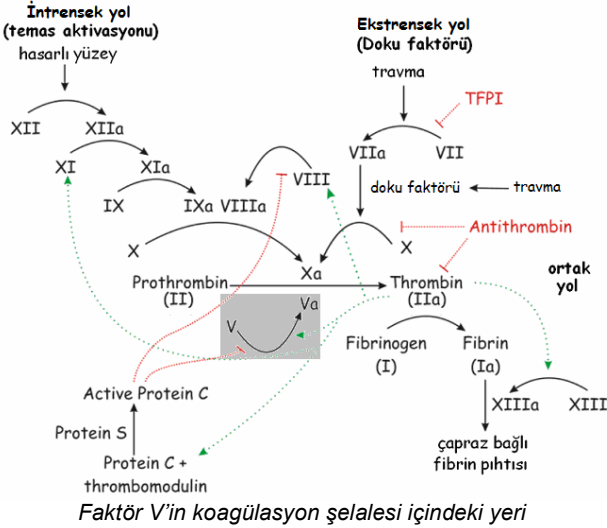 İntrensek yol
(temas aktivasyonu)
hasarlı yüzey
Ekstrensek yol
(Doku faktörü)
travma
TFPI
XII
XIIa
VIIa
VII
XI
XIa
VIII
doku faktörü
travma
IX
IXa
VIIIa
X
X
Antithrombin
Xa
ortak
yol
Prothrombin
(II)
Thrombin
(IIa)
Va
V
Fibrinogen
(I)
Fibrin
(Ia)
Active Protein C
XIIIa
XIII
Protein S
çapraz bağlı
fibrin pıhtısı
Protein C +
thrombomodulin
Faktör V'in koagülasyon şelalesi içindeki yeri